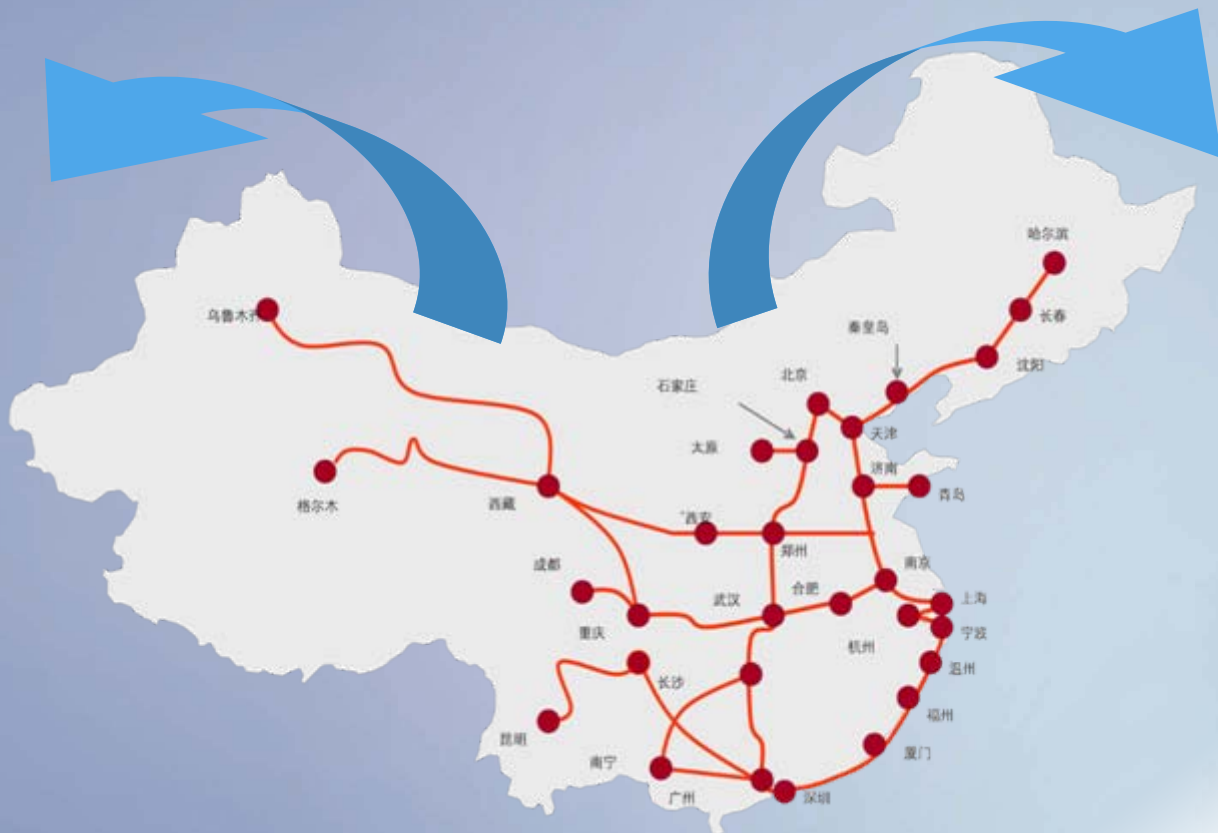 哈尔滨
乌鲁木齐
长春
秦皇岛
沈阳
北京
石家庄
天津
太原
济南
青岛
格尔木
西藏
西安
郑州
成都
南京
合肥
武汉
上海
重庆
宁波
杭州
温州
长沙
福州
昆明
厦门
南宁
广州
深圳